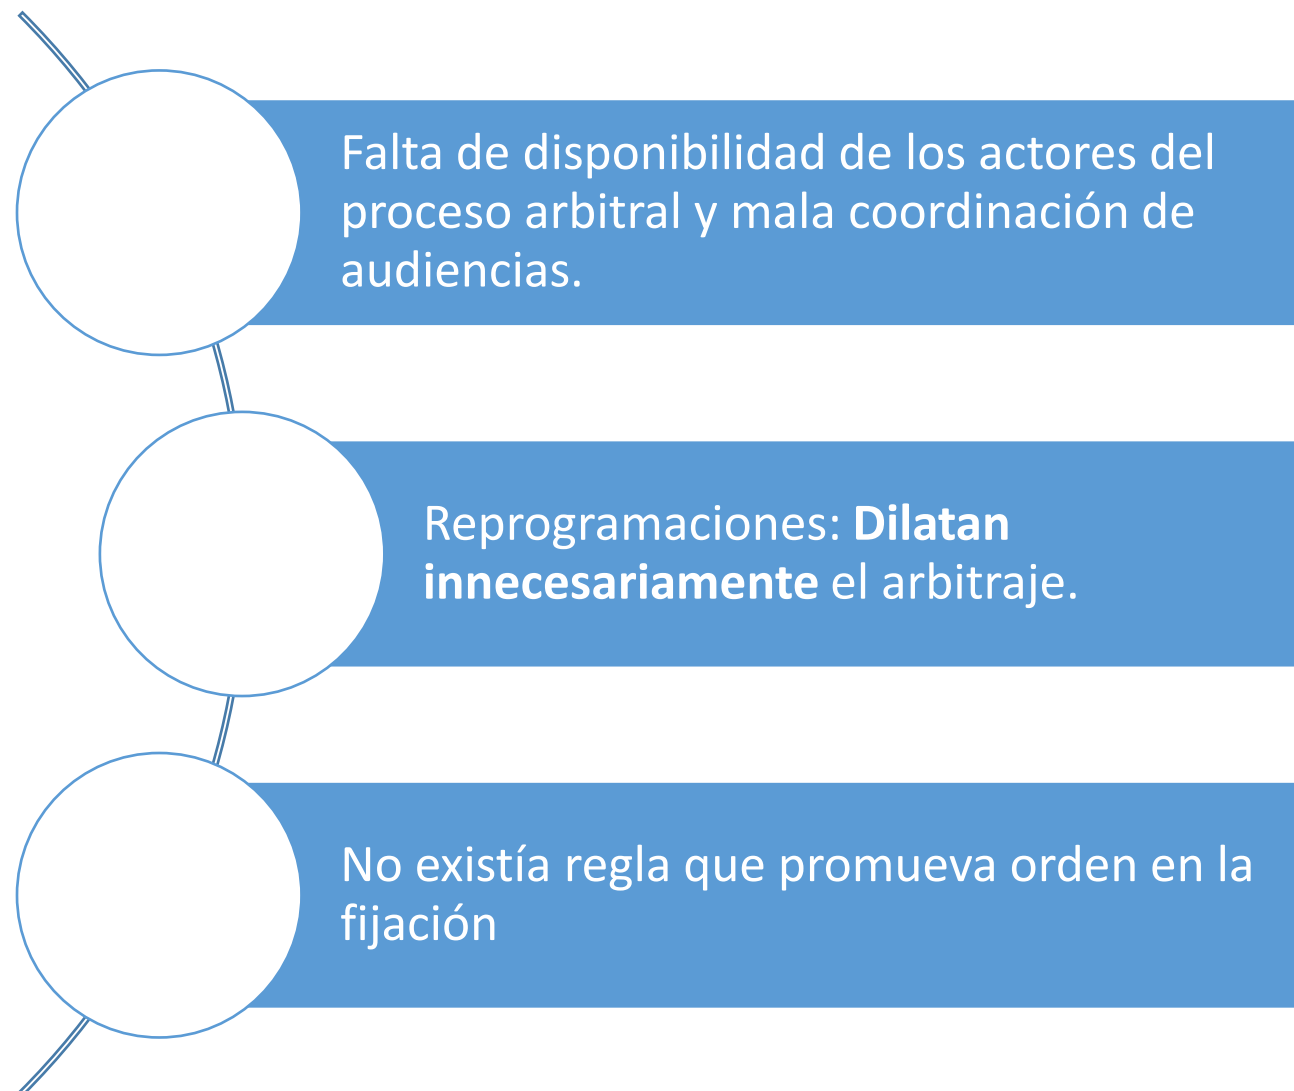 Falta de disponibilidad de los actores del
proceso arbitral y mala coordinación de
audiencias.
Reprogramaciones: Dilatan
innecesariamente el arbitraje.
No existía regla que promueva orden en la
fijación